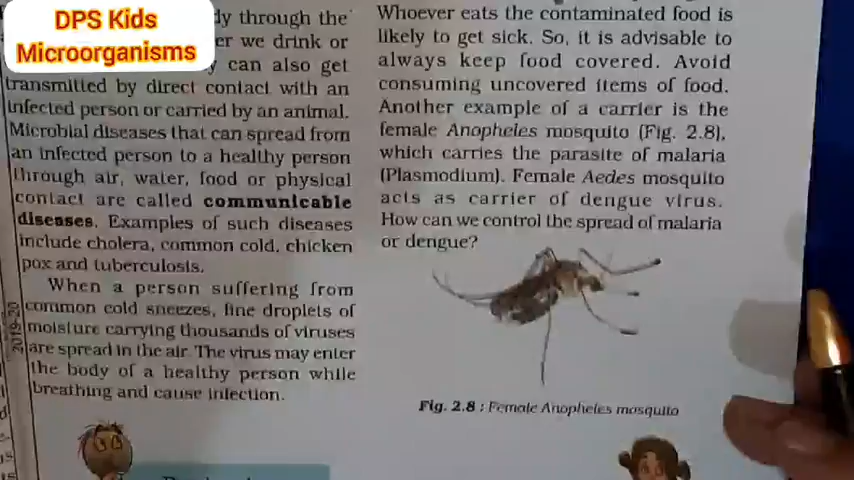 DPS Kids
Microorganisms
dy through the
er we drink or
y can also get
transmitted by direct contact with an
infected person or carried by an animal.
Microbial diseases that can spread from
an infected person to a healthy person
through air, water, food or physical
contact are called communicable
diseases. Examples of such diseases
include cholera, common cold, chicken
pox and tuberculosis.
When a person suffering from
common cold sneezes, fine droplets of
moisture carrying thousands of viruses
are spread in the air. The virus may enter
the body of a healthy person while
breathing and cause infection.
2019-20
Whoever eats the contaminated food is
likely to get sick. So, it is advisable to
always keep food covered. Avoid
consuming uncovered items of food.
Another example of a carrier is the
female Anopheles mosquito (Fig. 2.8),
which carries the parasite of malaria
(Plasmodium). Female Aedes mosquito
acts as carrier of dengue virus.
How can we control the spread of malaria
or dengue?
Fig. 2.8 : Female Anopheles mosquito